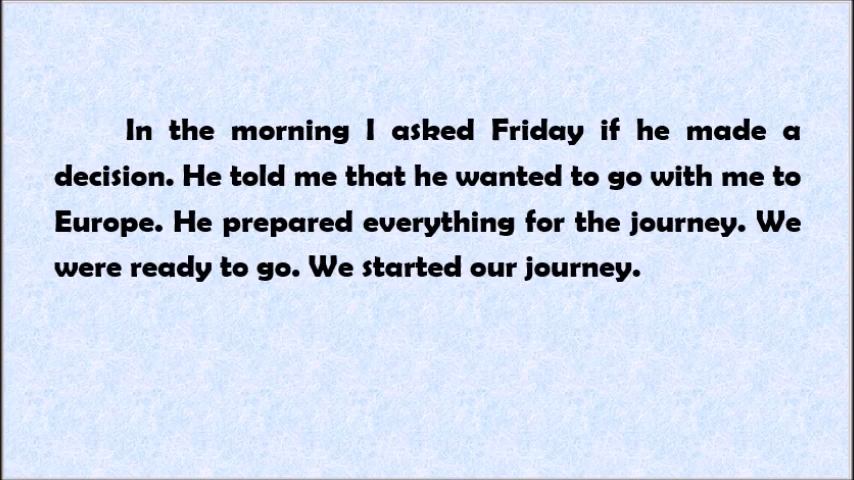 In the morning I asked Friday if he made a
decision. He told me that he wanted to go with me to
Europe. He prepared everything for the journey. We
were ready to go. We started our journey.